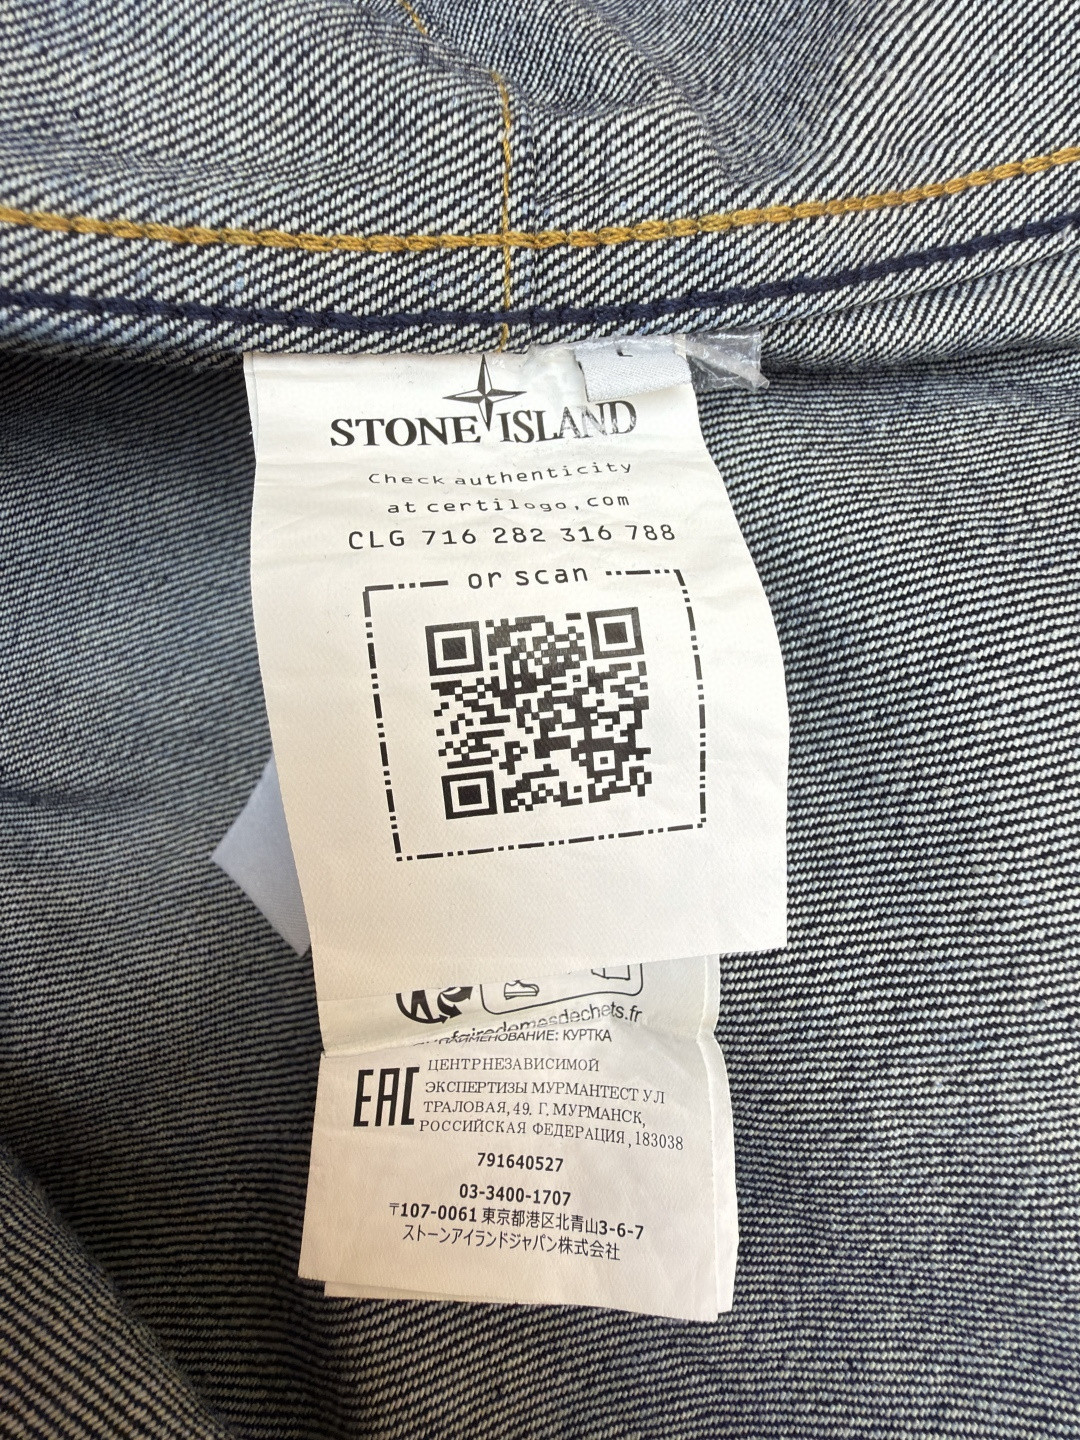 L
STONE ISLAND
Check authenticity
at certilogo.com
CLG 716 282 316 788
or scan
fairedemesdechets.fr
НАИМЕНОВАНИЕ: КУРТКА
EAC
ЦЕНТРНЕЗАВИСИМОЙ
ЭКСПЕРТИЗЫ МУРМАНТЕСТ УЛ
ТРАЛОВАЯ, 49. Г. МУРМАНСК,
РОССИЙСКАЯ ФЕДЕРАЦИЯ, 183038
791640527
03-3400-1707
〒107-0061 東京都港区北青山3-6-7
ストーンアイランドジャパン株式会社